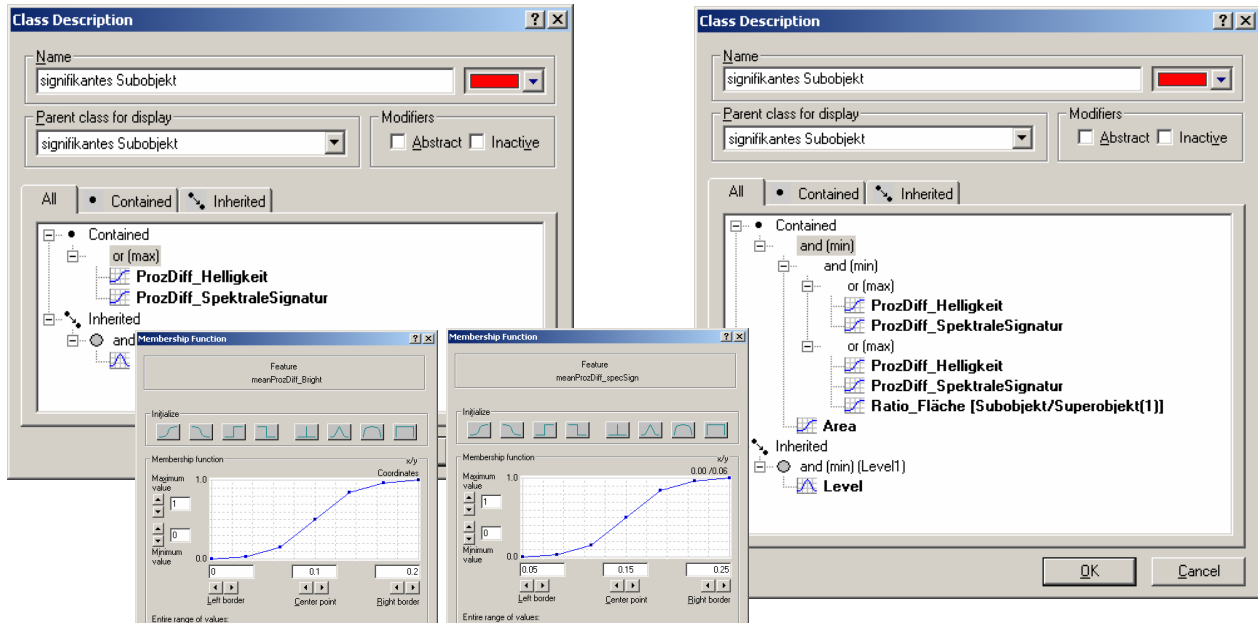 Class Description
Name
signifikantes Subobjekt
Parent class for display
signifikantes Subobjekt
Modifiers
Abstract
Inactive
All
Contained
Inherited
Contained
or (max)
ProzDiff_Helligkeit
ProzDiff_SpektraleSignatur
Inherited
and
Membership Function
Feature
meanProzDiff_Bright
Initialize
Membership function
x/y
Coordinates
Maximum value
1.0
1
0
Minimum value
0.0
0
0.1
0.2
Left border
Center point
Right border
Entire range of values:
Membership Function
Feature
meanProzDiff_specSign
Initialize
Membership function
x/y
0.00 /0.06
Maximum value
1.0
1
0
Minimum value
0.0
0.05
0.15
0.25
Left border
Center point
Right border
Entire range of values:
Class Description
Name
signifikantes Subobjekt
Parent class for display
signifikantes Subobjekt
Modifiers
Abstract
Inactive
All
Contained
Inherited
Contained
and (min)
and (min)
or (max)
ProzDiff_Helligkeit
ProzDiff_SpektraleSignatur
or (max)
ProzDiff_Helligkeit
ProzDiff_SpektraleSignatur
Ratio_Fläche [Subobjekt/Superobjekt(1)]
Area
Inherited
and (min) (Level1)
Level
OK
Cancel